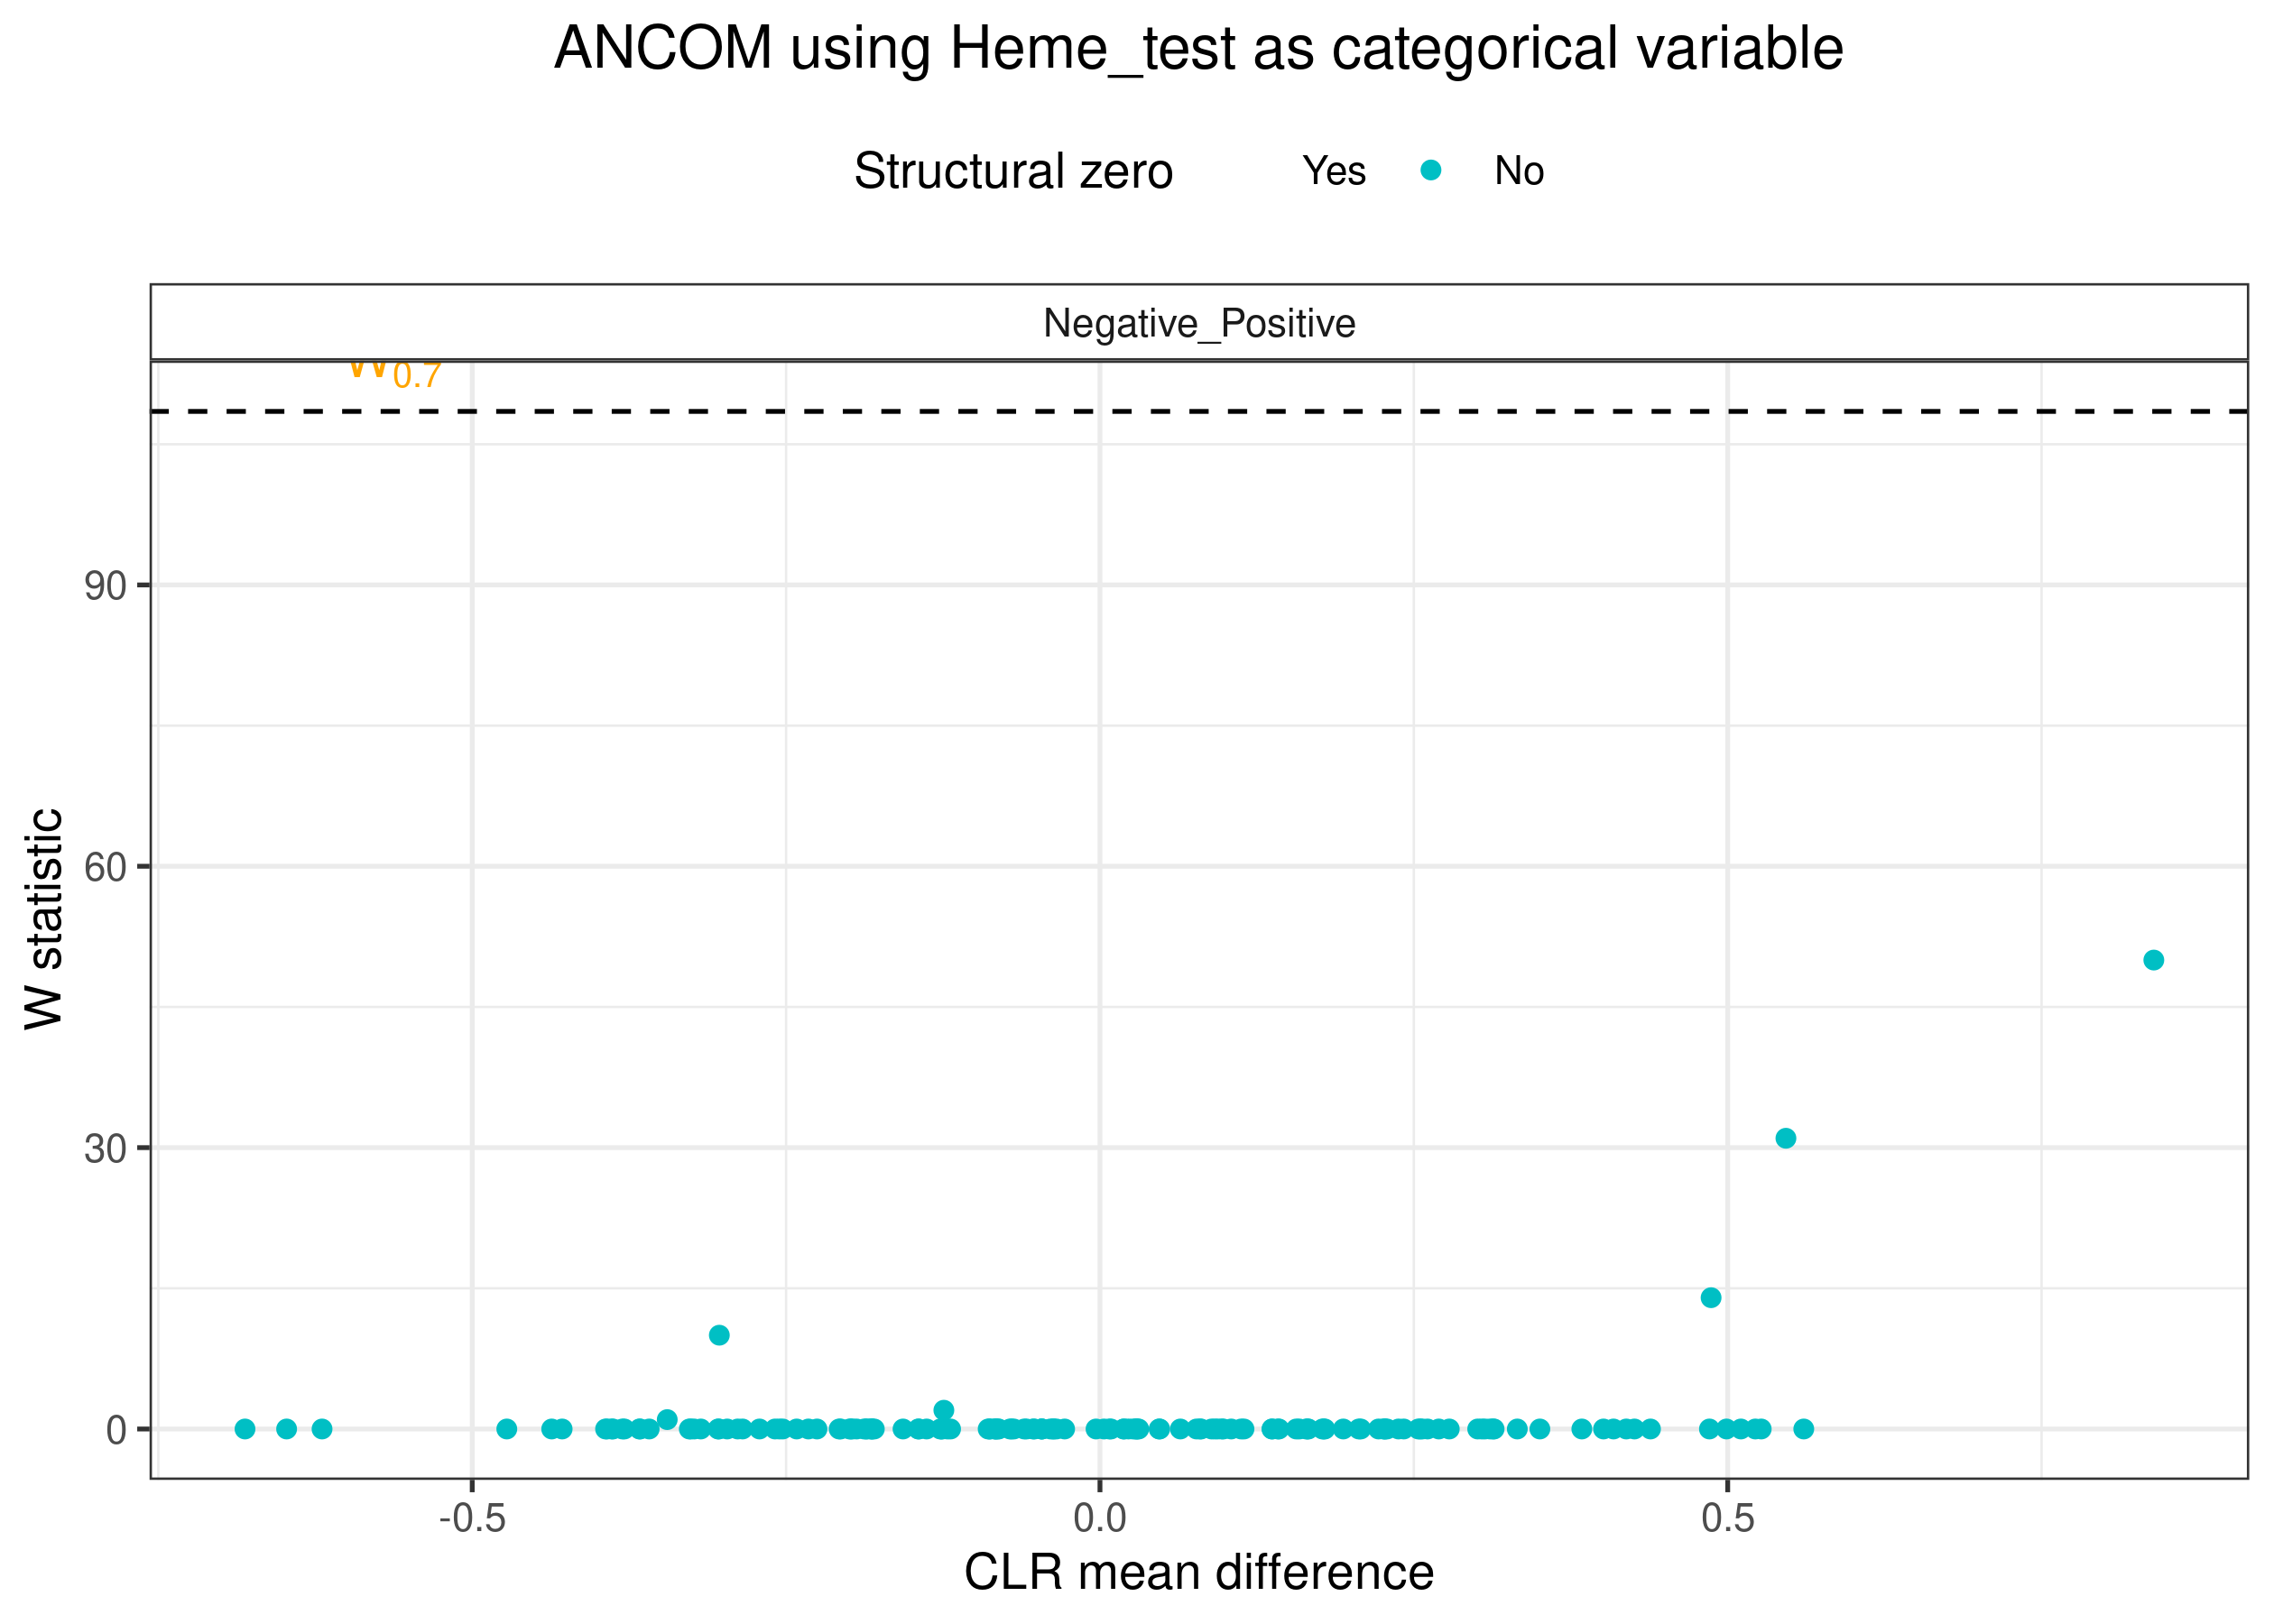 ANCOM using Heme_test as categorical variable
Structural zero Yes No
Negative_Positive
W0.7
90
60
30
0
W statistic
-0.5 0.0 0.5
CLR mean difference